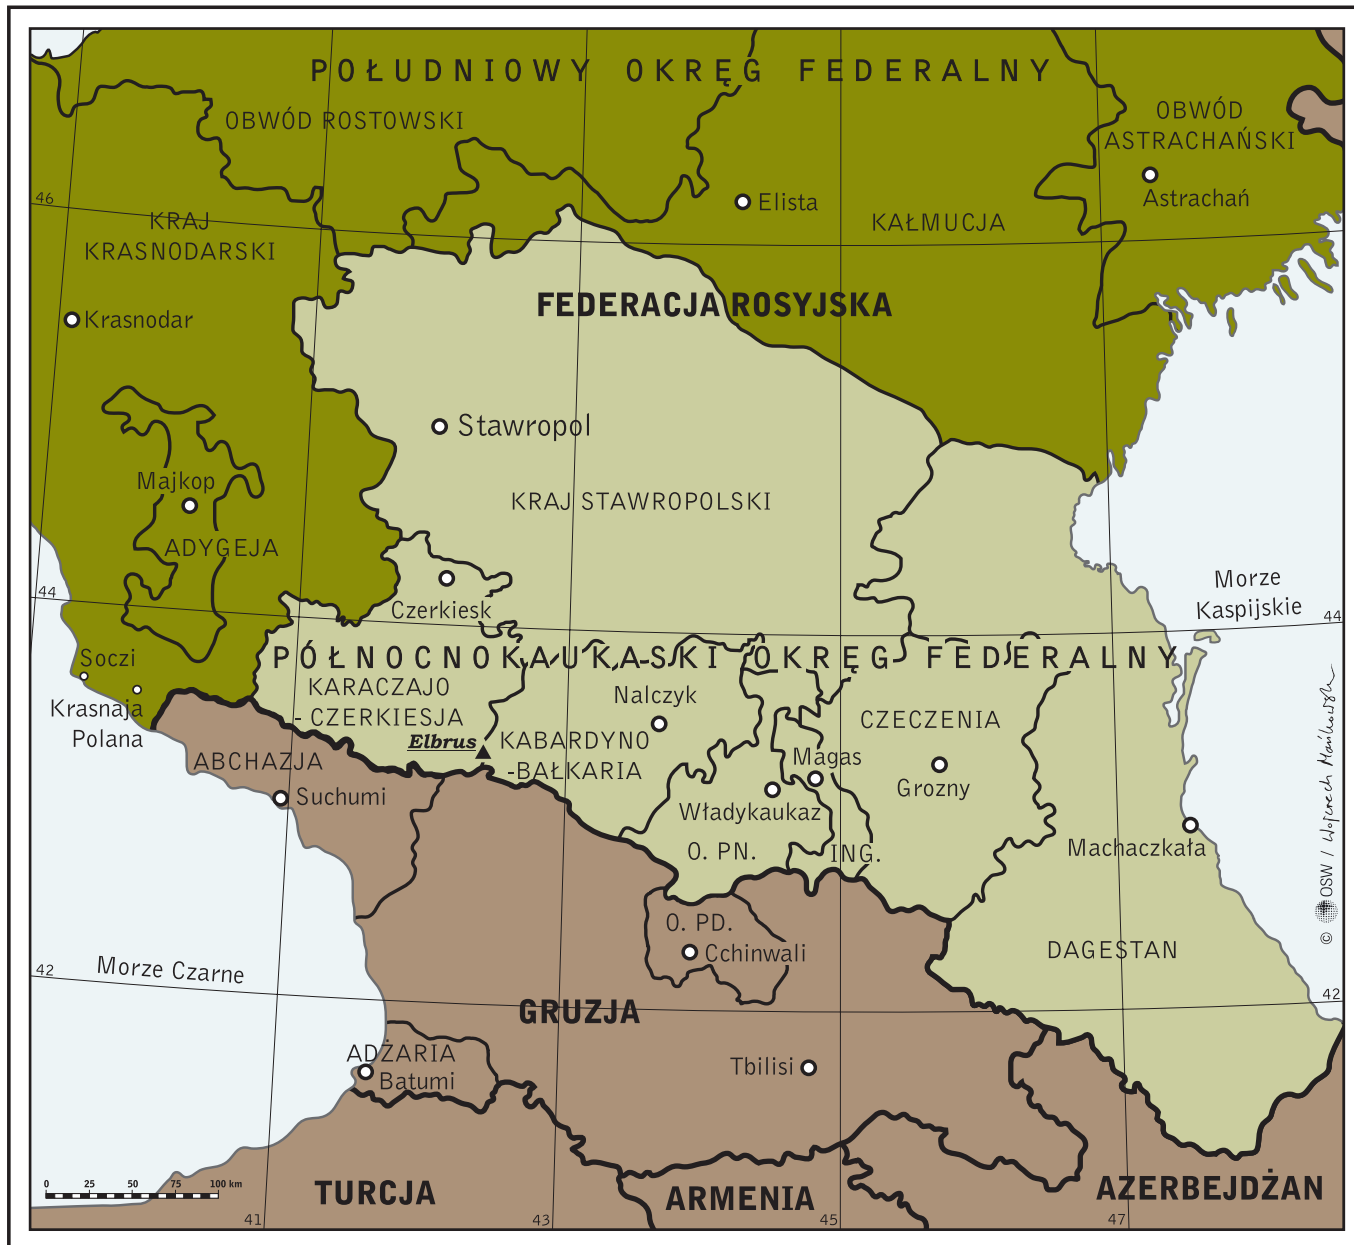 POŁUDNIOWY OKRĘG FEDERALNY
OBWÓD ROSTOWSKI
OBWÓD
ASTRACHAŃSKI
Astrachań
Elista
KAŁMUCJA
46
KRAJ
KRASNODARSKI
Krasnodar
FEDERACJA ROSYJSKA
Stawropol
KRAJ STAWROPOLSKI
Majkop
ADYGEJA
Czerkiesk
Morze
Kaspijskie
44
44
Soczi
Krasnaja
Polana
PÓŁNOCNOKAUKASKI OKRĘG FEDERALNY
KARACZAJO
- CZERKIESJA
Elbrus
Nalczyk
KABARDYNO
-BAŁKARIA
CZECZENIA
Magas
Grozny
Władykaukaz
O. PN.
ING.
Machaczkała
ABCHAZJA
Suchumi
O. PD.
Cchinwali
DAGESTAN
42
42
Morze Czarne
GRUZJA
ADŻARIA
Batumi
Tbilisi
TURCJA
ARMENIA
AZERBEJDŻAN
0 25 50 75 100 km
41
43
45
47
© OSW / Wojciech Mańkowski